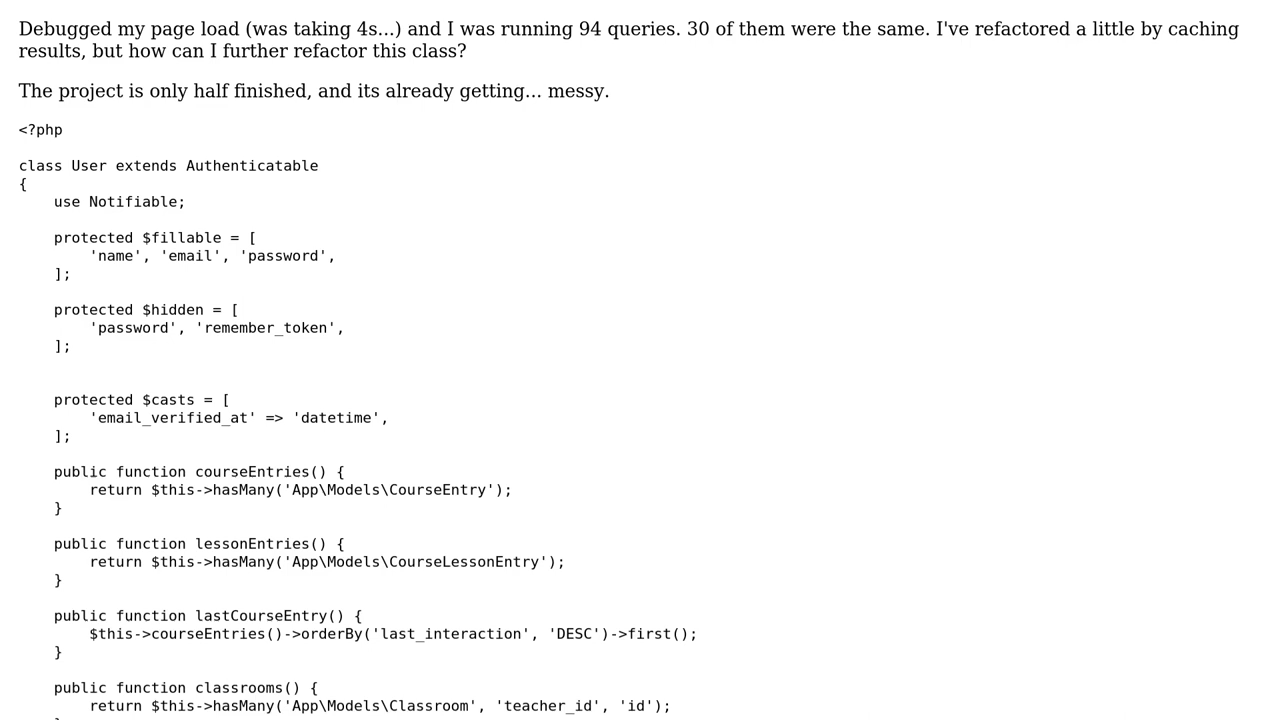 Debugged my page load (was taking 4s...) and I was running 94 queries. 30 of them were the same. I've refactored a little by caching
results, but how can I further refactor this class?
The project is only half finished, and its already getting... messy.
<?php
class User extends Authenticatable
{
    use Notifiable;
    protected $fillable = [
        'name', 'email', 'password',
    ];
    protected $hidden = [
        'password', 'remember_token',
    ];
    protected $casts = [
        'email_verified_at' => 'datetime',
    ];
    public function courseEntries() {
        return $this->hasMany('App\Models\CourseEntry');
    }
    public function lessonEntries() {
        return $this->hasMany('App\Models\CourseLessonEntry');
    }
    public function lastCourseEntry() {
        $this->courseEntries()->orderBy('last_interaction', 'DESC')->first();
    }
    public function classrooms() {
        return $this->hasMany('App\Models\Classroom', 'teacher_id', 'id');